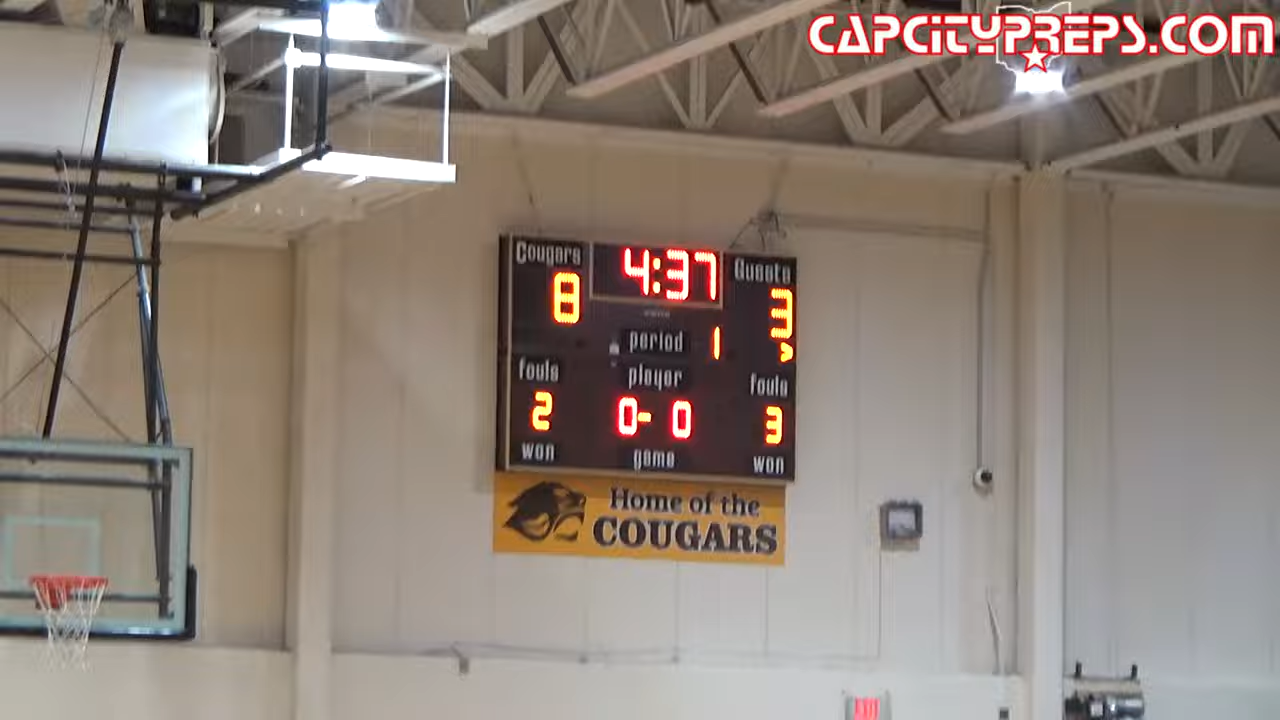 CAPCITYPREPS.COM
Cougars 4:37 Guests
8 3
period 1
fouls player fouls
2 0-0 3
won game won
Home of the
COUGARS
EXIT